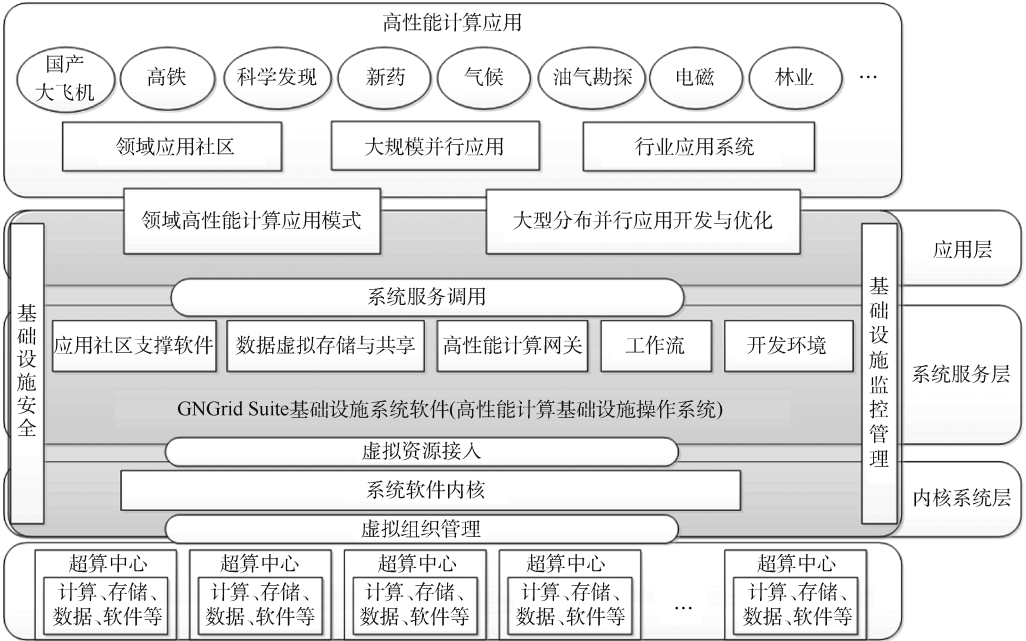 高性能计算应用
国产
大飞机
高铁
科学发现
新药
气候
油气勘探
电磁
林业
…
领域应用社区
大规模并行应用
行业应用系统
领域高性能计算应用模式
大型分布并行应用开发与优化
应用层
基础设施安全
系统服务调用
基础设施监控管理
应用社区支撑软件
数据虚拟存储与共享
高性能计算网关
工作流
开发环境
系统服务层
GNGrid Suite基础设施系统软件(高性能计算基础设施操作系统)
虚拟资源接入
系统软件内核
内核系统层
虚拟组织管理
超算中心
计算、存储、
数据、软件等
超算中心
计算、存储、
数据、软件等
超算中心
计算、存储、
数据、软件等
超算中心
计算、存储、
数据、软件等
…
超算中心
计算、存储、
数据、软件等